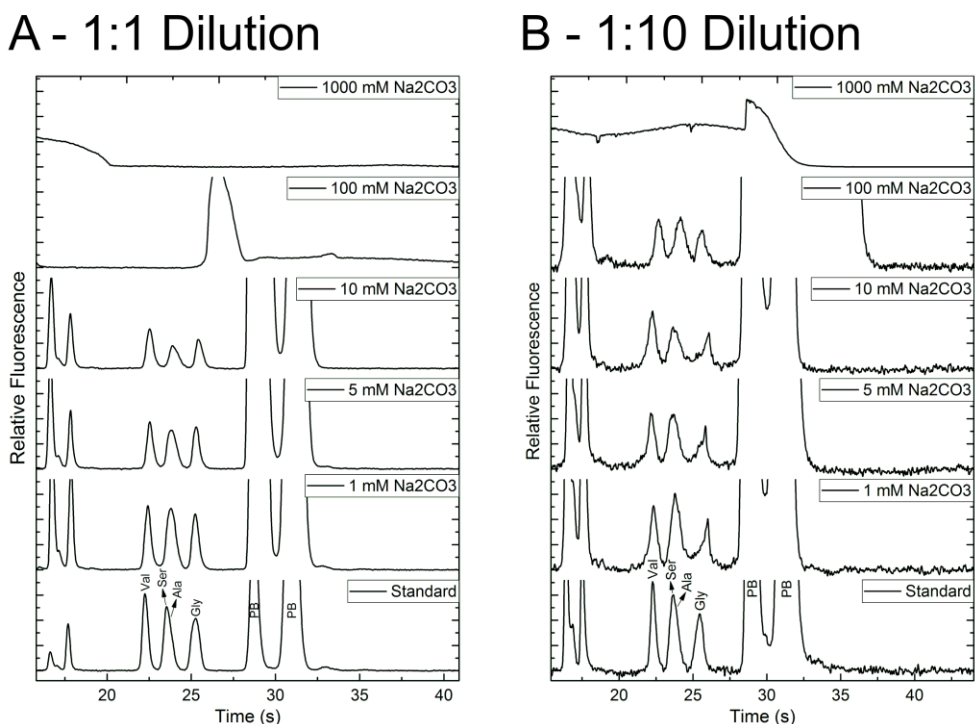 A - 1:1 Dilution
Relative Fluorescence
1000 mM Na2CO3
100 mM Na2CO3
10 mM Na2CO3
5 mM Na2CO3
1 mM Na2CO3
Standard
Val
Ser
Ala
Gly
PB
PB
20 25 30 35 40
Time (s)
B - 1:10 Dilution
Relative Fluorescence
1000 mM Na2CO3
100 mM Na2CO3
10 mM Na2CO3
5 mM Na2CO3
1 mM Na2CO3
Standard
Val
Ser
Ala
Gly
PB
PB
20 25 30 35 40
Time (s)